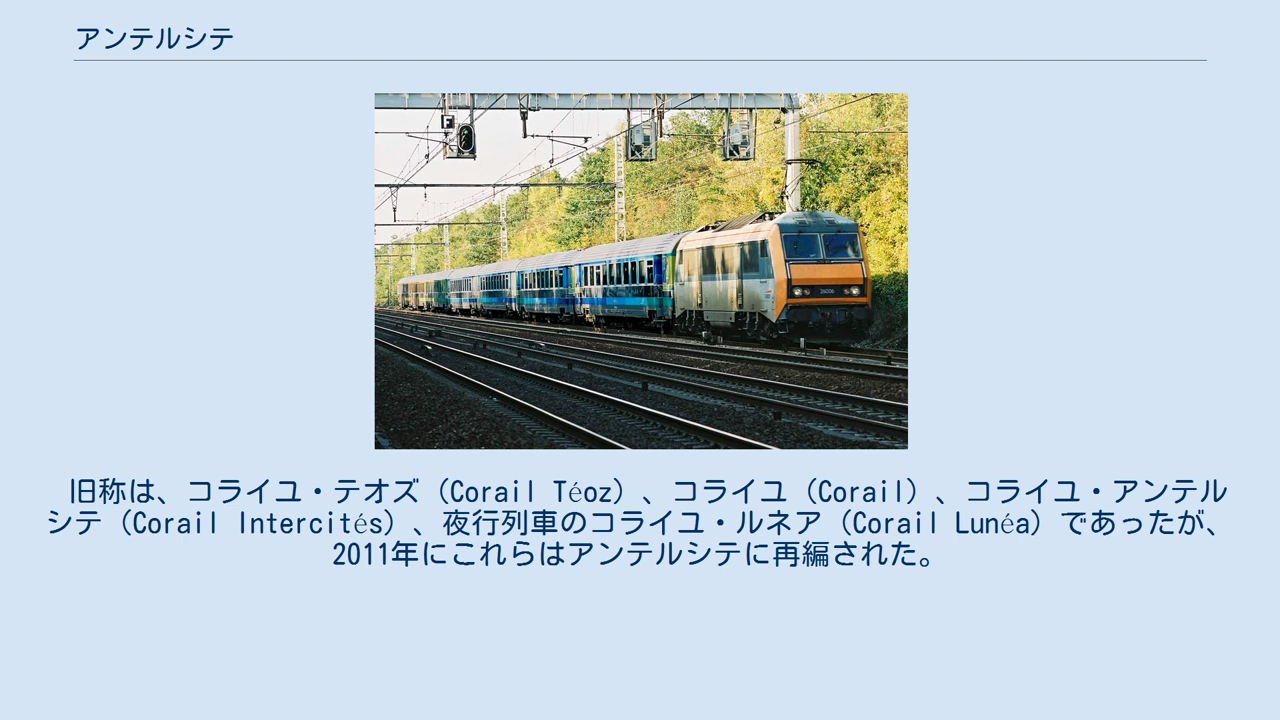 アンテルシテ
F
26006
旧称は、コライユ・テオズ（Corail Téoz）、コライユ（Corail）、コライユ・アンテル
シテ（Corail Intercités）、夜行列車のコライユ・ルネア（Corail Lunéa）であったが、
2011年にこれらはアンテルシテに再編された。